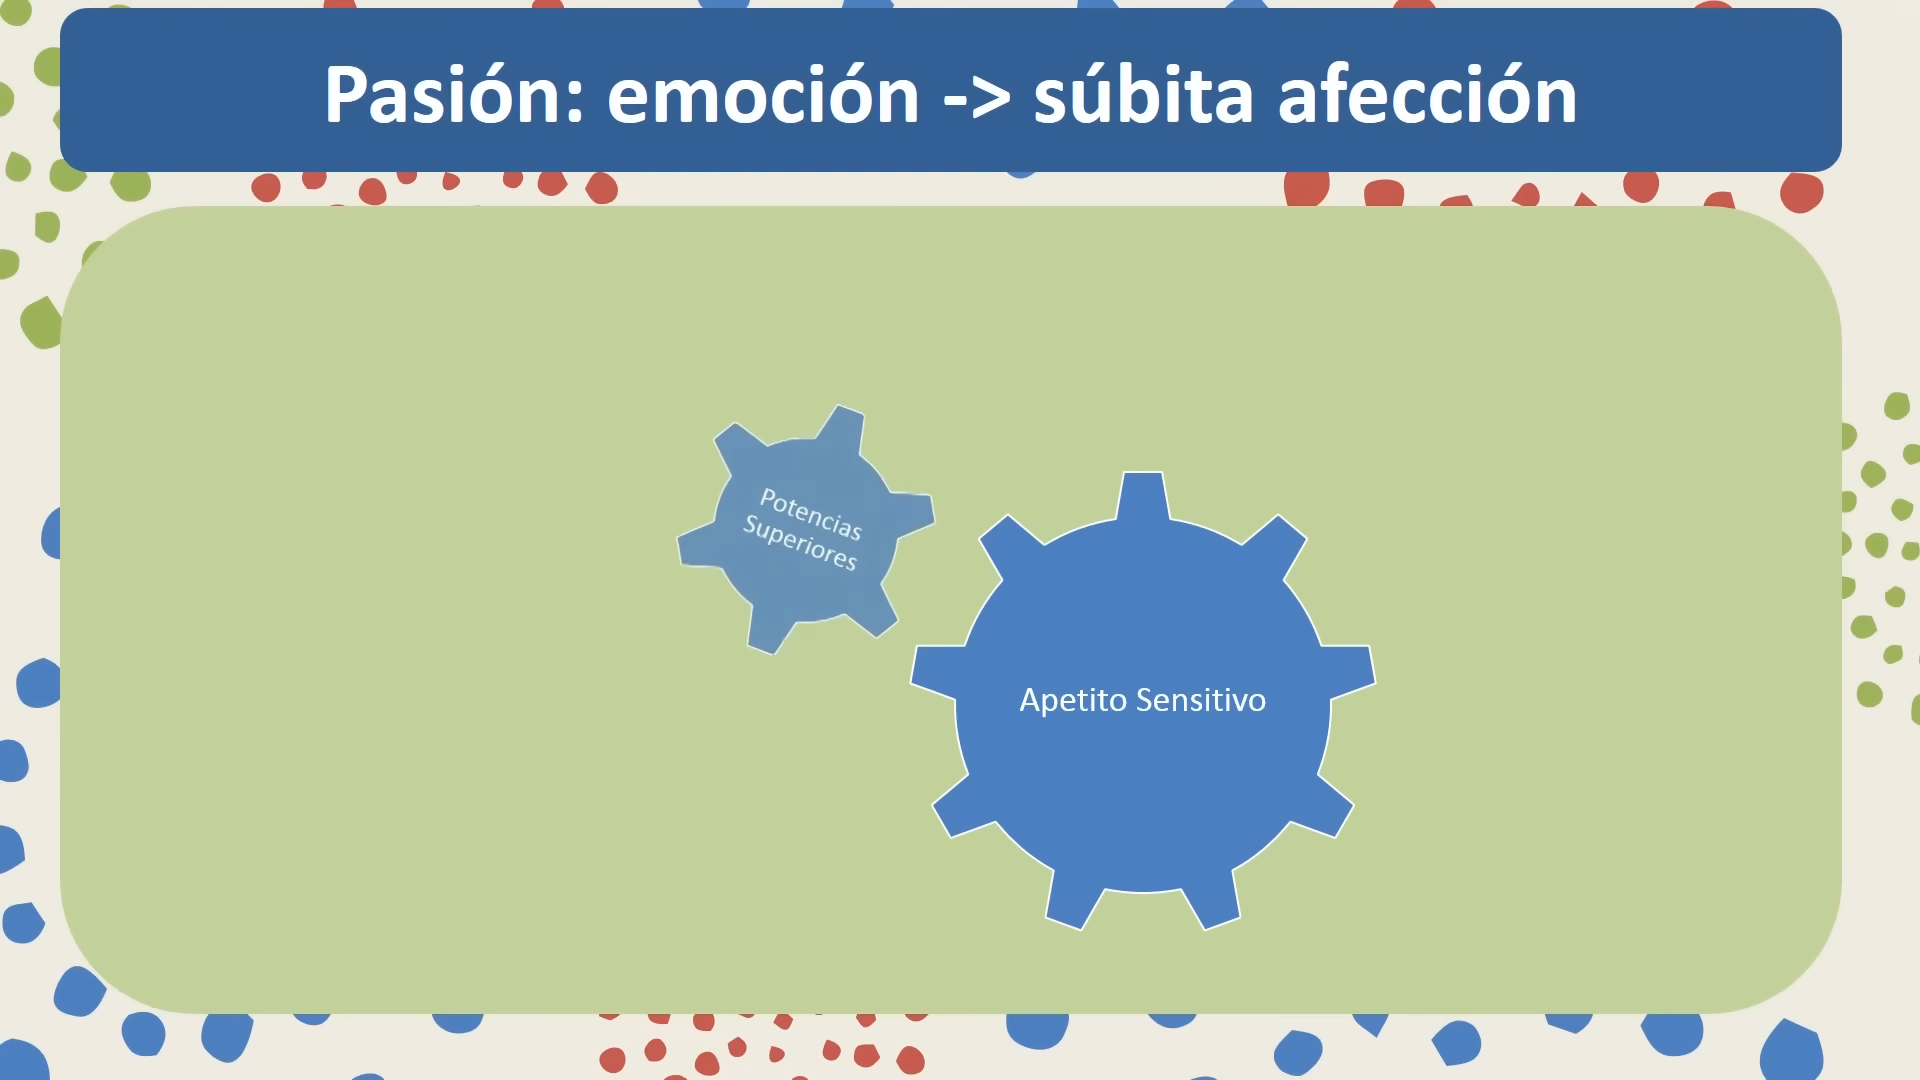 Pasión: emoción -> súbita afección
Potencias
Superiores
Apetito Sensitivo